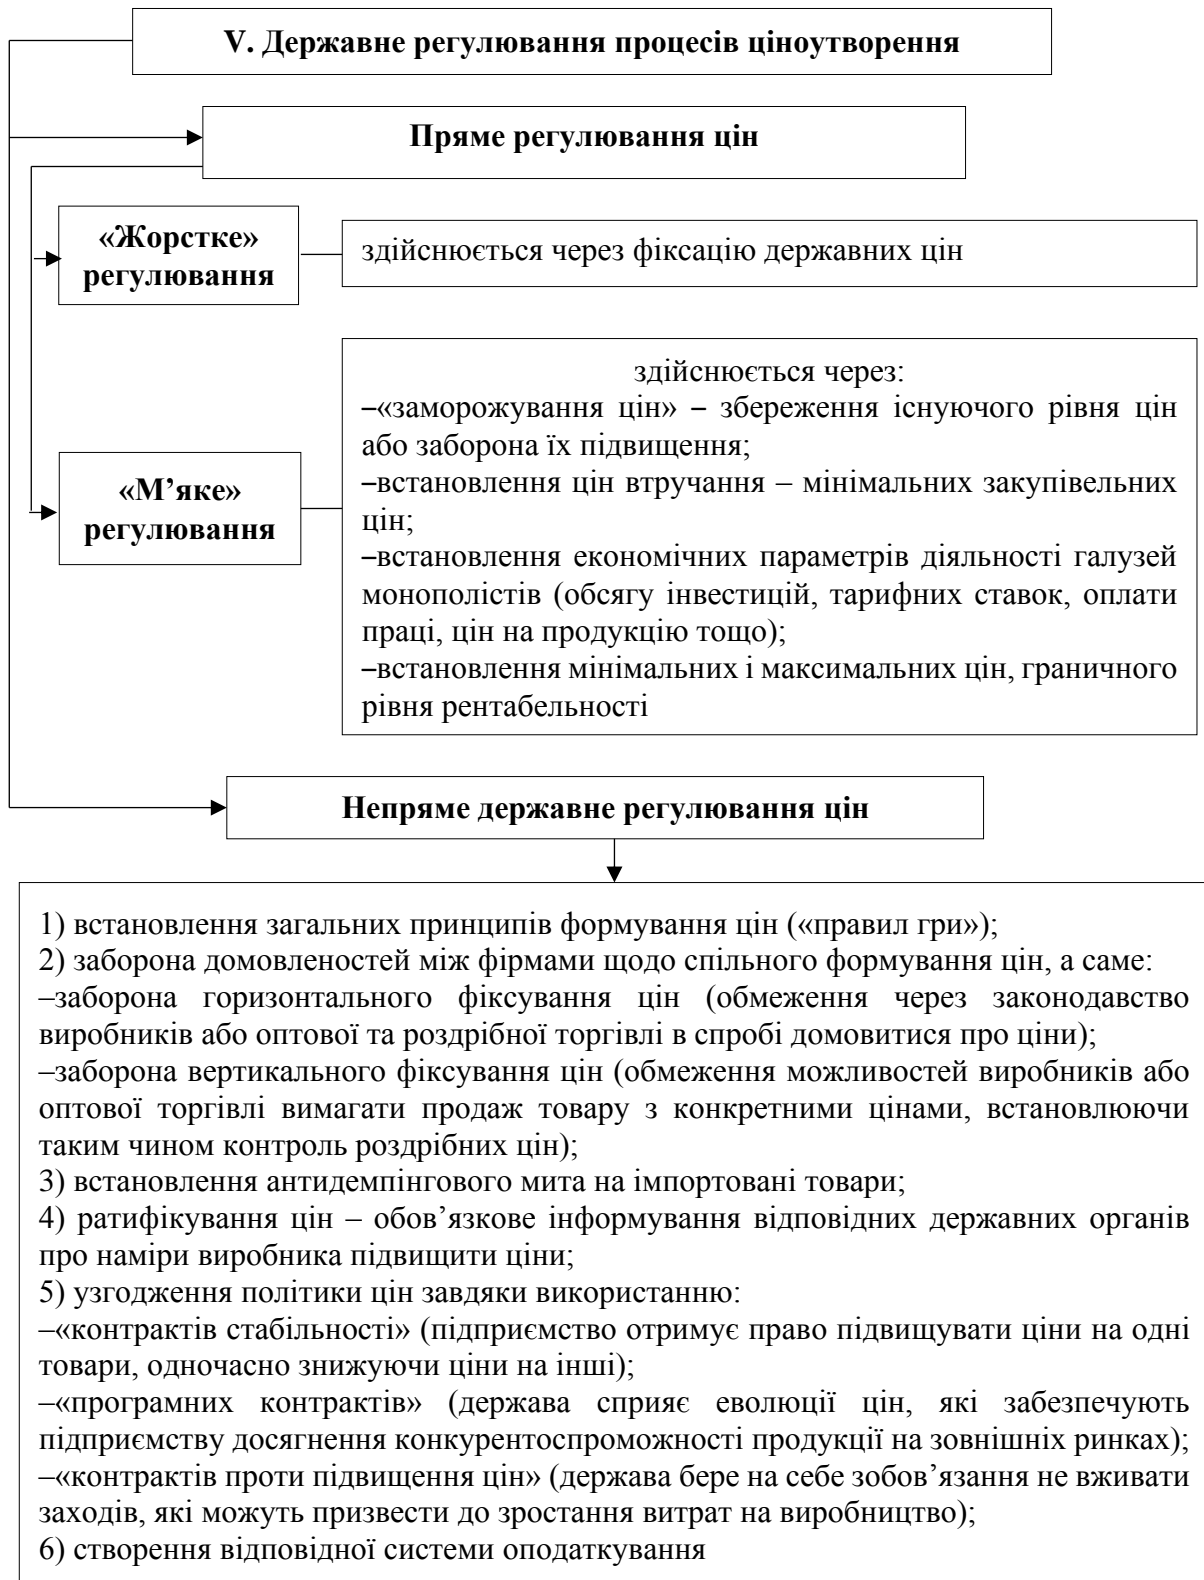 V. Державне регулювання процесів ціноутворення
Пряме регулювання цін
«Жорстке»
регулювання
здійснюється через фіксацію державних цін
«М’яке»
регулювання
здійснюється через:
–«заморожування цін» – збереження існуючого рівня цін
або заборона їх підвищення;
–встановлення цін втручання – мінімальних закупівельних
цін;
–встановлення економічних параметрів діяльності галузей
монополістів (обсягу інвестицій, тарифних ставок, оплати
праці, цін на продукцію тощо);
–встановлення мінімальних і максимальних цін, граничного
рівня рентабельності
Непряме державне регулювання цін
1) встановлення загальних принципів формування цін («правил гри»);
2) заборона домовленостей між фірмами щодо спільного формування цін, а саме:
–заборона горизонтального фіксування цін (обмеження через законодавство
виробників або оптової та роздрібної торгівлі в спробі домовитися про ціни);
–заборона вертикального фіксування цін (обмеження можливостей виробників або
оптової торгівлі вимагати продаж товару з конкретними цінами, встановлюючи
таким чином контроль роздрібних цін);
3) встановлення антидемпінгового мита на імпортовані товари;
4) ратифікування цін – обов’язкове інформування відповідних державних органів
про наміри виробника підвищити ціни;
5) узгодження політики цін завдяки використанню:
–«контрактів стабільності» (підприємство отримує право підвищувати ціни на одні
товари, одночасно знижуючи ціни на інші);
–«програмних контрактів» (держава сприяє еволюції цін, які забезпечують
підприємству досягнення конкурентоспроможності продукції на зовнішніх ринках);
–«контрактів проти підвищення цін» (держава бере на себе зобов’язання не вживати
заходів, які можуть призвести до зростання витрат на виробництво);
6) створення відповідної системи оподаткування